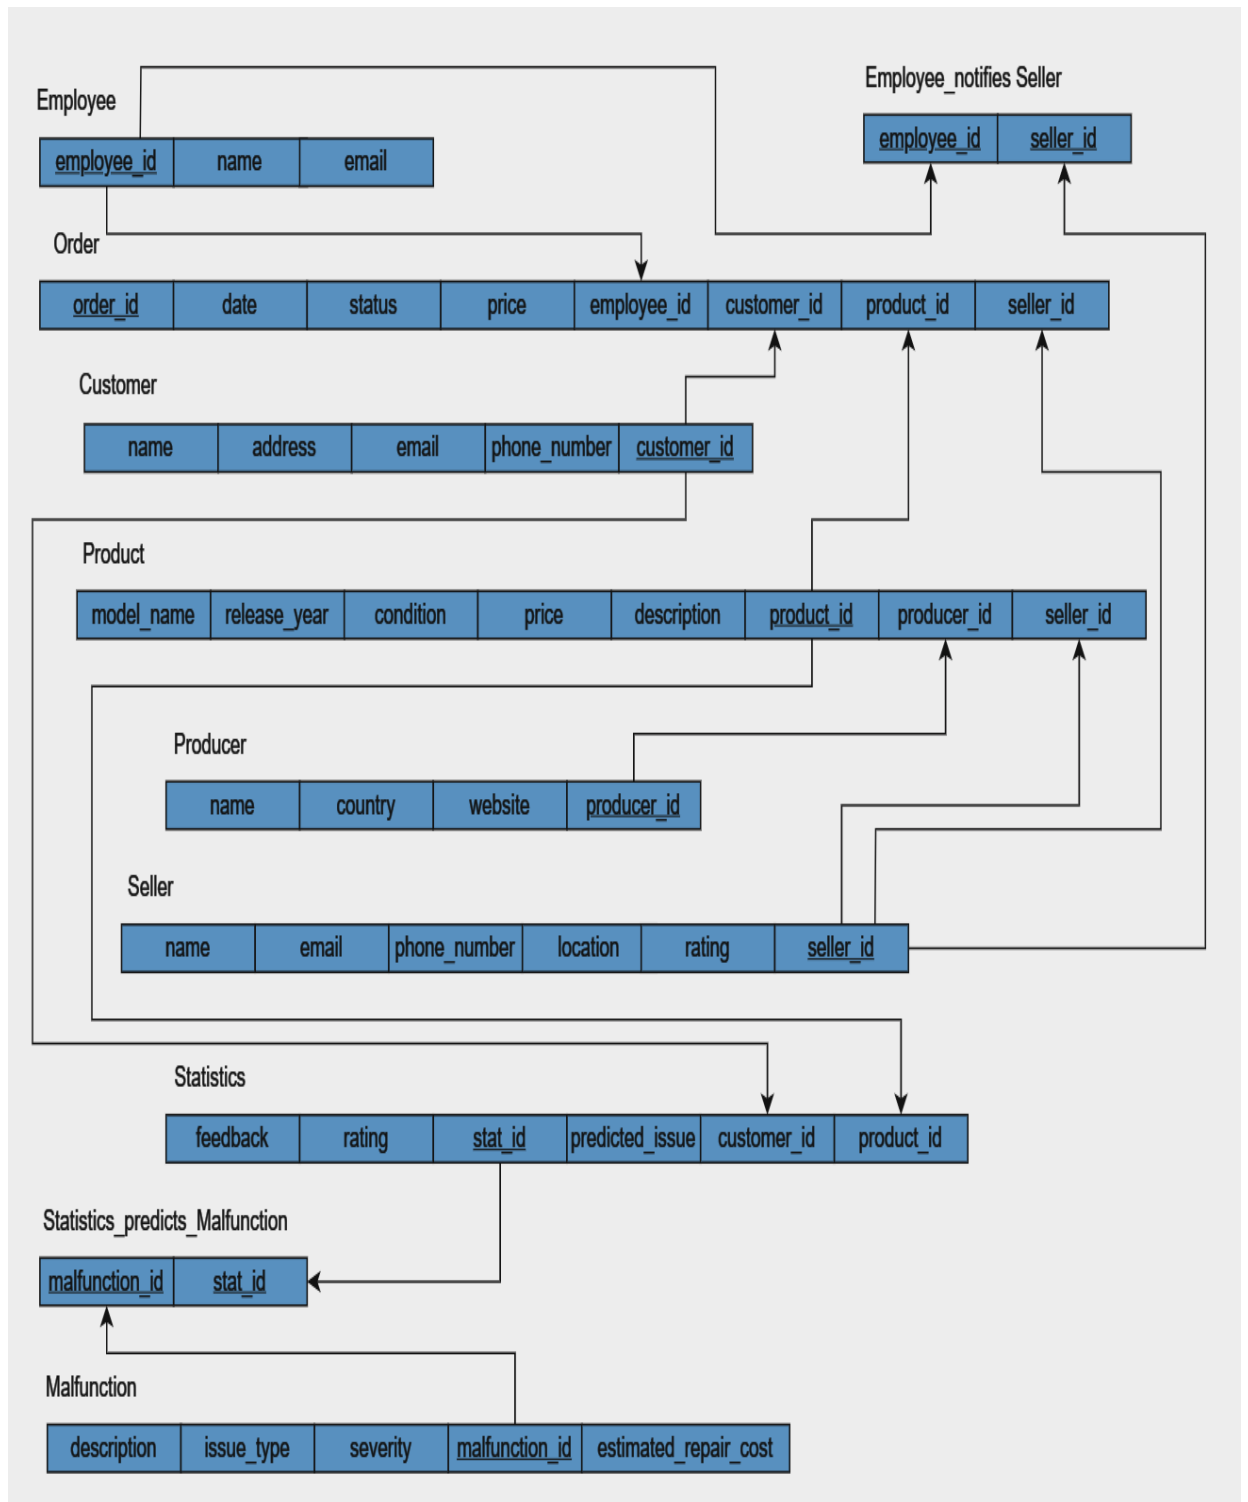 Employee_notifies Seller
Employee
employee_id seller_id
employee_id name email
Order
order_id date status price employee_id customer_id product_id seller_id
Customer
name address email phone_number customer_id
Product
model_name release_year condition price description product_id producer_id seller_id
Producer
name country website producer_id
Seller
name email phone_number location rating seller_id
Statistics
feedback rating stat_id predicted_issue customer_id product_id
Statistics_predicts_Malfunction
malfunction_id stat_id
Malfunction
description issue_type severity malfunction_id estimated_repair_cost